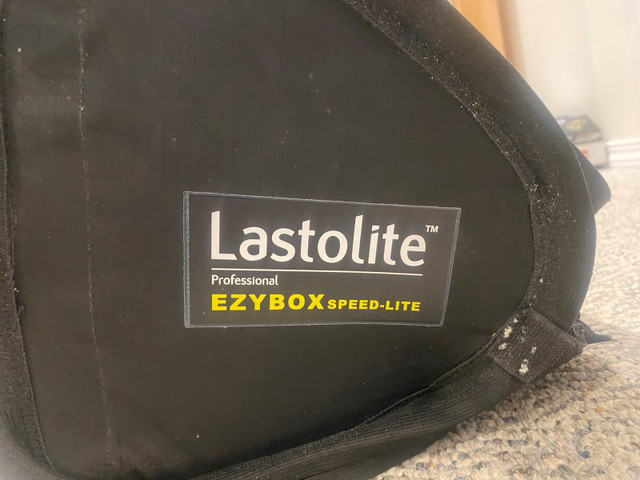 Lastolite™
Professional
EZYBOX SPEED-LITE